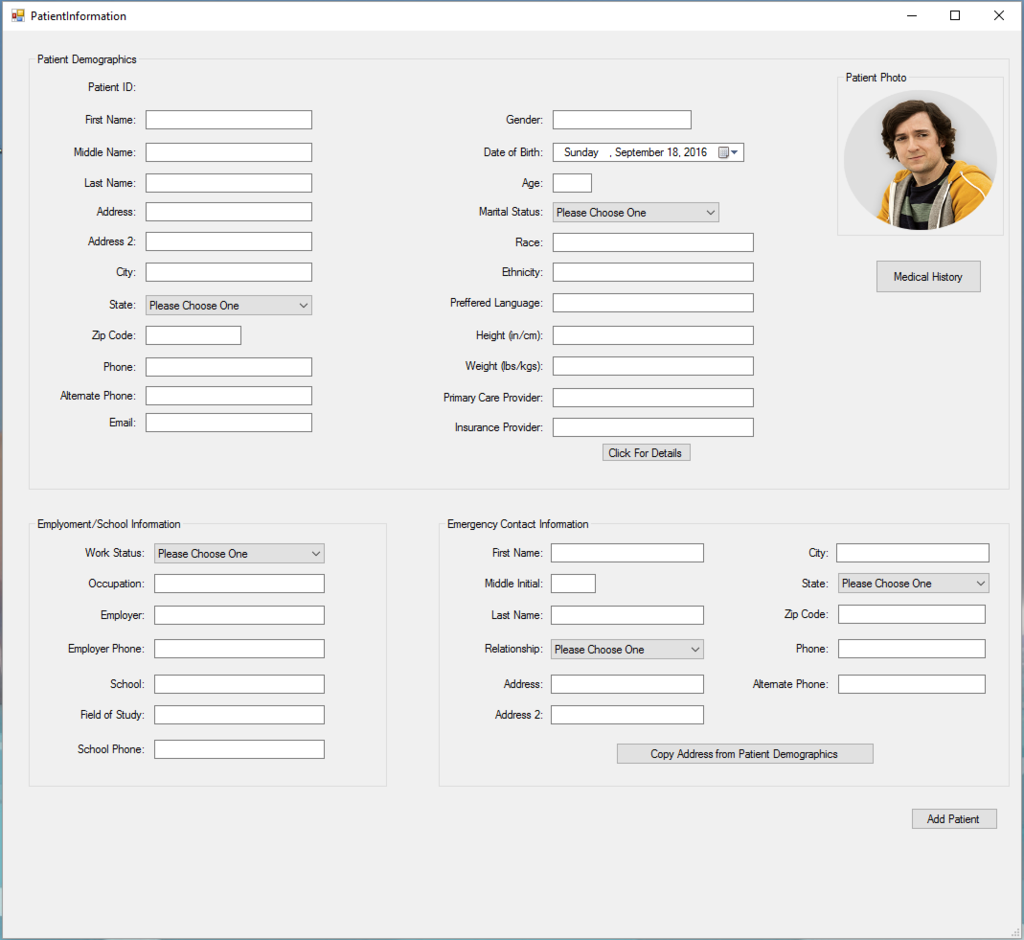 PatientInformation
Patient Demographics
Patient Photo
Patient ID:
First Name:
Middle Name:
Last Name:
Address:
Address 2:
City:
State: Please Choose One
Zip Code:
Phone:
Alternate Phone:
Email:
Gender:
Date of Birth: Sunday , September 18, 2016
Age:
Marital Status: Please Choose One
Race:
Ethnicity:
Preffered Language:
Height (in/cm):
Weight (lbs/kgs):
Primary Care Provider:
Insurance Provider:
Click For Details
Medical History
Emplyoment/School Information
Work Status: Please Choose One
Occupation:
Employer:
Employer Phone:
School:
Field of Study:
School Phone:
Emergency Contact Information
First Name:
Middle Initial:
Last Name:
Relationship: Please Choose One
Address:
Address 2:
City:
State: Please Choose One
Zip Code:
Phone:
Alternate Phone:
Copy Address from Patient Demographics
Add Patient